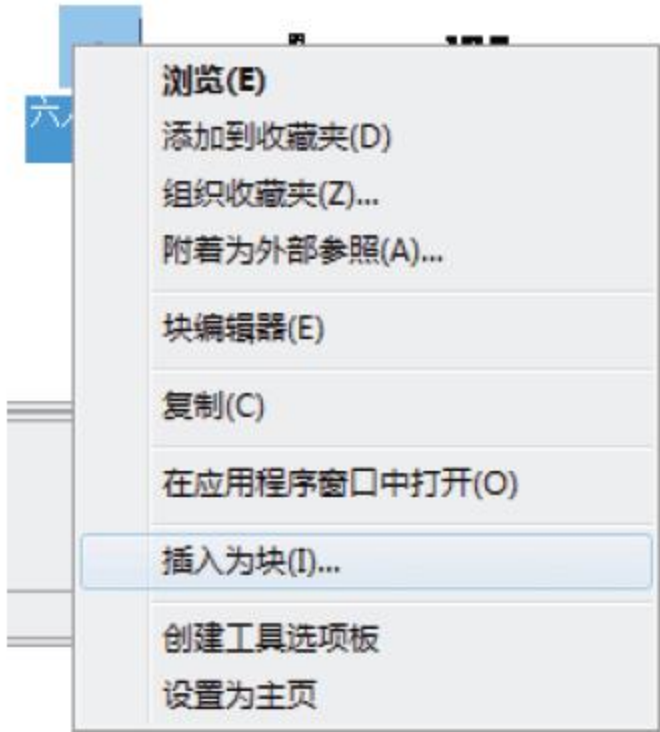 六
浏览(E)
添加到收藏夹(D)
组织收藏夹(Z)...
附着为外部参照(A)...
块编辑器(E)
复制(C)
在应用程序窗口中打开(O)
插入为块(I)...
创建工具选项板
设置为主页